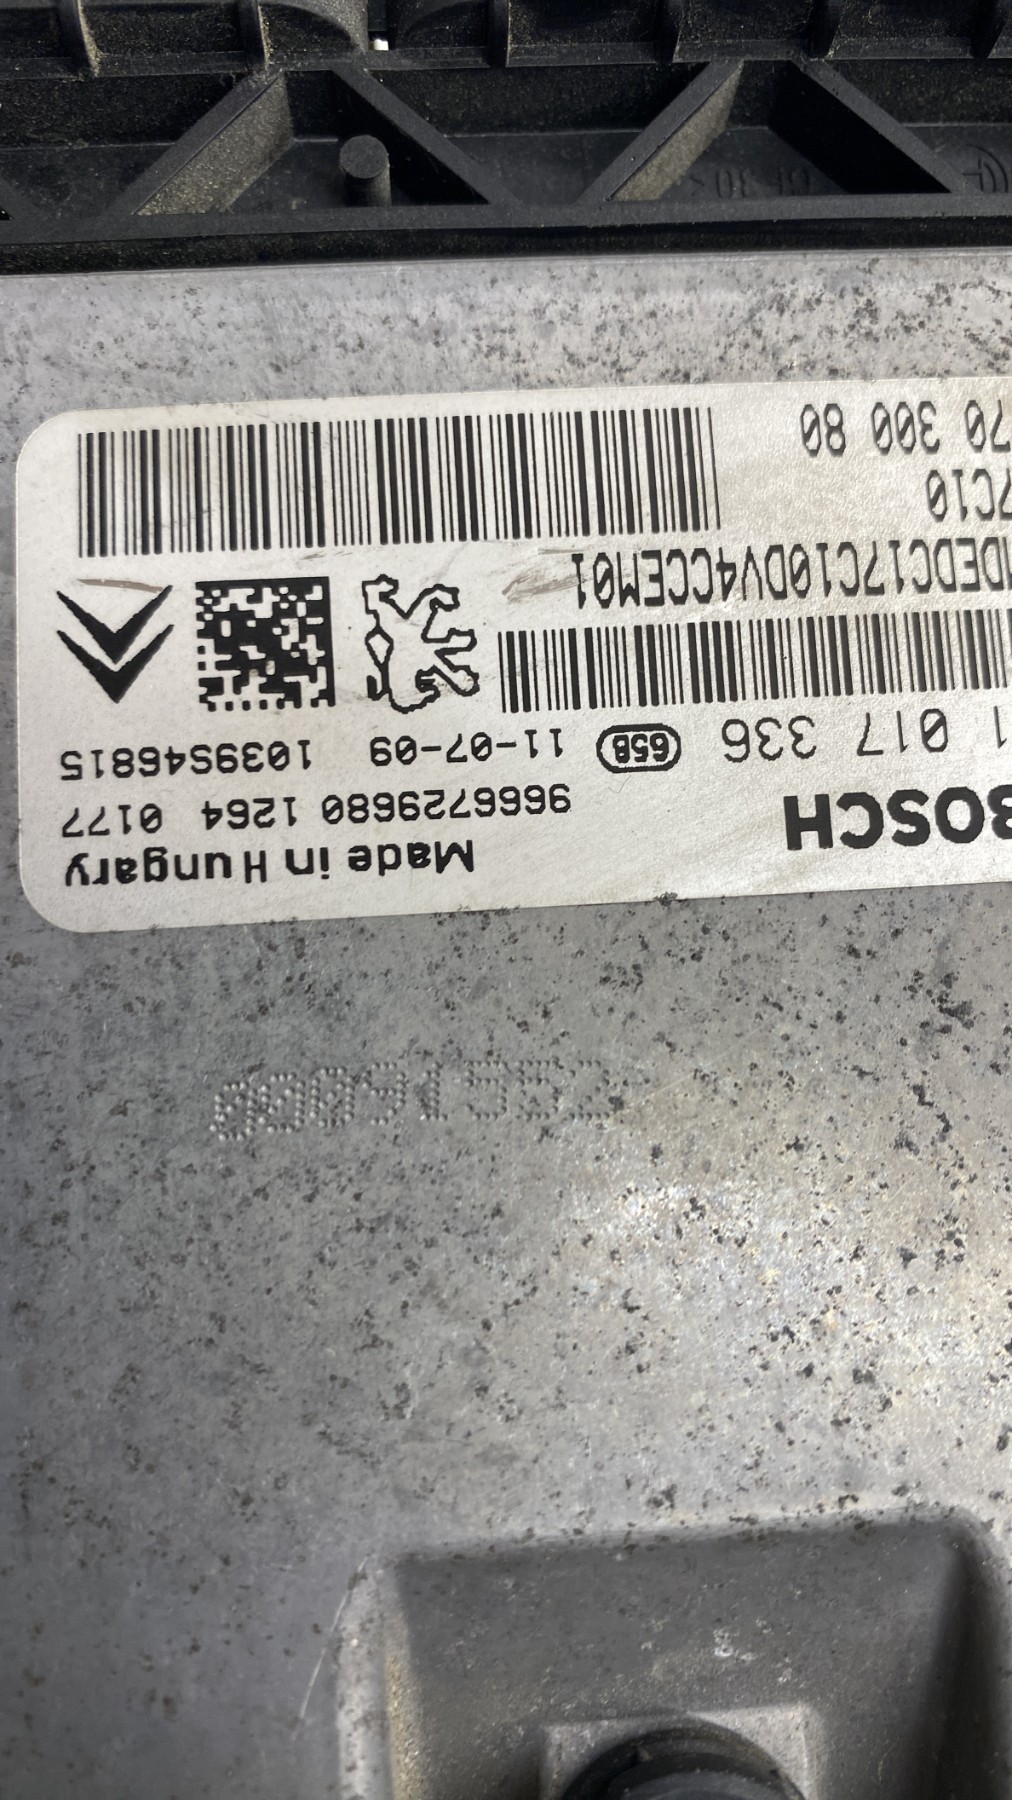 BOSCH
Made in Hungary
9666729680 1264 0177
1 017 336 65B 11-07-09 1039S46815
DEDC17C10DV4CCEM01
7C10
70 300 80